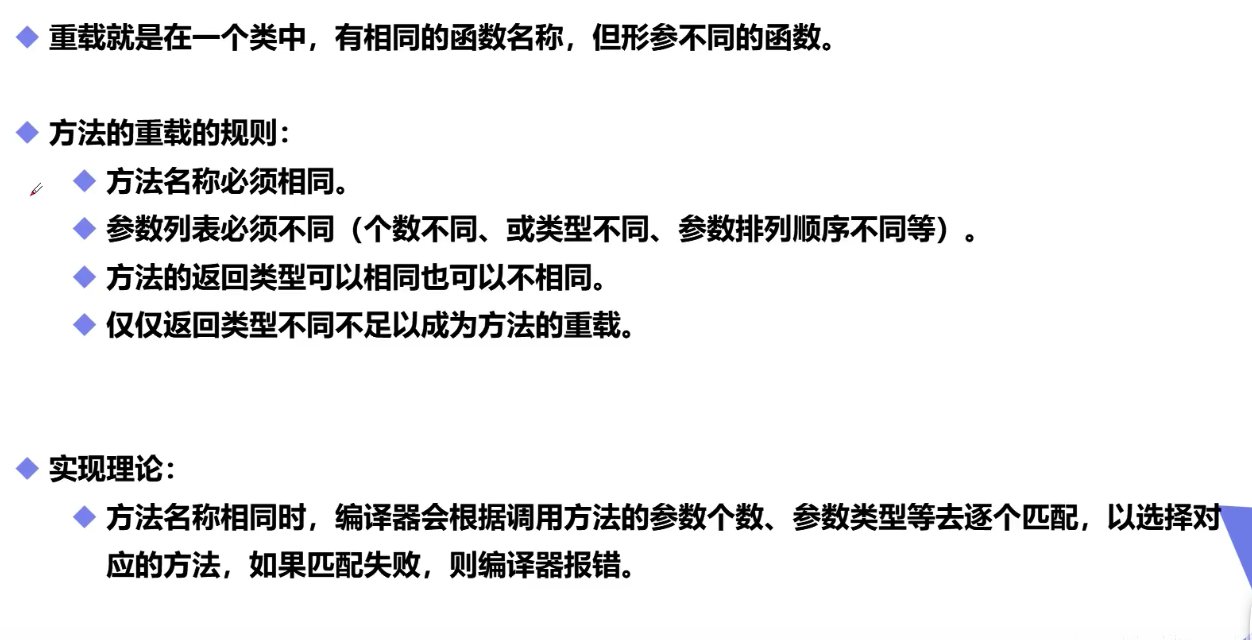 重载就是在一个类中，有相同的函数名称，但形参不同的函数。
方法的重载的规则：
方法名称必须相同。
参数列表必须不同（个数不同、或类型不同、参数排列顺序不同等）。
方法的返回类型可以相同也可以不相同。
仅仅返回类型不同不足以成为方法的重载。
实现理论：
方法名称相同时，编译器会根据调用方法的参数个数、参数类型等去逐个匹配，以选择对
应的方法，如果匹配失败，则编译器报错。